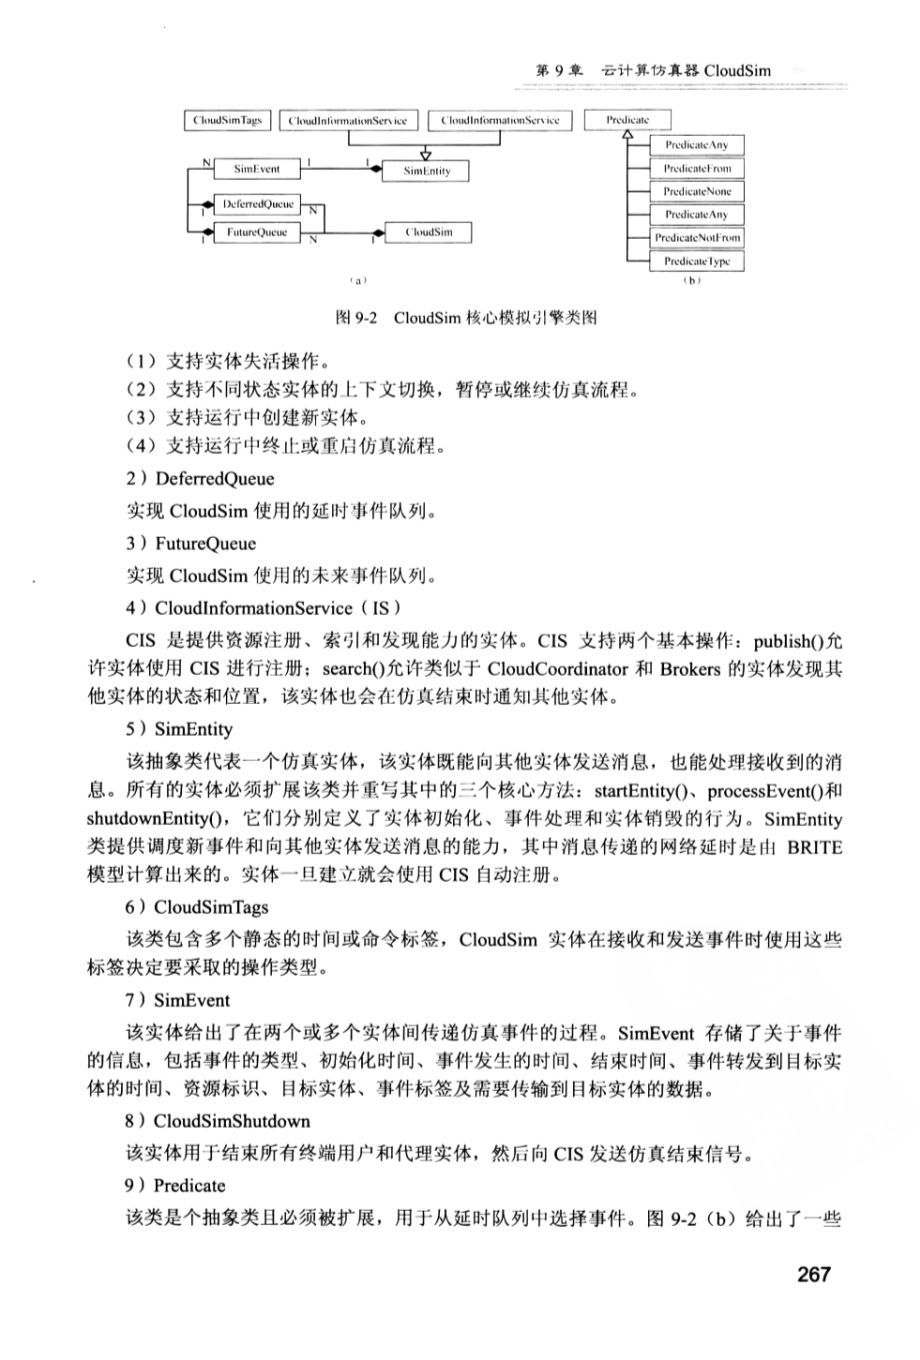 第9章 云计算仿真器 CloudSim
CloudSimTags CloudInformationService CloudInformationService Predicate
PredicateAny
N SimEvent 1 1 SimEntity PredicateFrom
PredicateNone
DeferredQueue PredicateAny
1 N
FutureQueue CloudSim PredicateNotFrom
1 N 1
PredicateType
(a) (b)
图 9-2 CloudSim 核心模拟引擎类图
(1)支持实体失活操作。
(2)支持不同状态实体的上下文切换，暂停或继续仿真流程。
(3)支持运行中创建新实体。
(4)支持运行中终止或重启仿真流程。
2）DeferredQueue
实现 CloudSim 使用的延时事件队列。
3）FutureQueue
实现 CloudSim 使用的未来事件队列。
4）CloudInformationService（IS）
CIS 是提供资源注册、索引和发现能力的实体。CIS 支持两个基本操作：publish()允
许实体使用 CIS 进行注册；search()允许类似于 CloudCoordinator 和 Brokers 的实体发现其
他实体的状态和位置，该实体也会在仿真结束时通知其他实体。
5）SimEntity
该抽象类代表一个仿真实体，该实体既能向其他实体发送消息，也能处理接收到的消
息。所有的实体必须扩展该类并重写其中的三个核心方法：startEntity()、processEvent()和
shutdownEntity()，它们分别定义了实体初始化、事件处理和实体销毁的行为。SimEntity
类提供调度新事件和向其他实体发送消息的能力，其中消息传递的网络延时是由 BRITE
模型计算出来的。实体一旦建立就会使用 CIS 自动注册。
6）CloudSimTags
该类包含多个静态的时间或命令标签，CloudSim 实体在接收和发送事件时使用这些
标签决定要采取的操作类型。
7）SimEvent
该实体给出了在两个或多个实体间传递仿真事件的过程。SimEvent 存储了关于事件
的信息，包括事件的类型、初始化时间、事件发生的时间、结束时间、事件转发到目标实
体的时间、资源标识、目标实体、事件标签及需要传输到目标实体的数据。
8）CloudSimShutdown
该实体用于结束所有终端用户和代理实体，然后向 CIS 发送仿真结束信号。
9）Predicate
该类是个抽象类且必须被扩展，用于从延时队列中选择事件。图 9-2（b）给出了一些
267